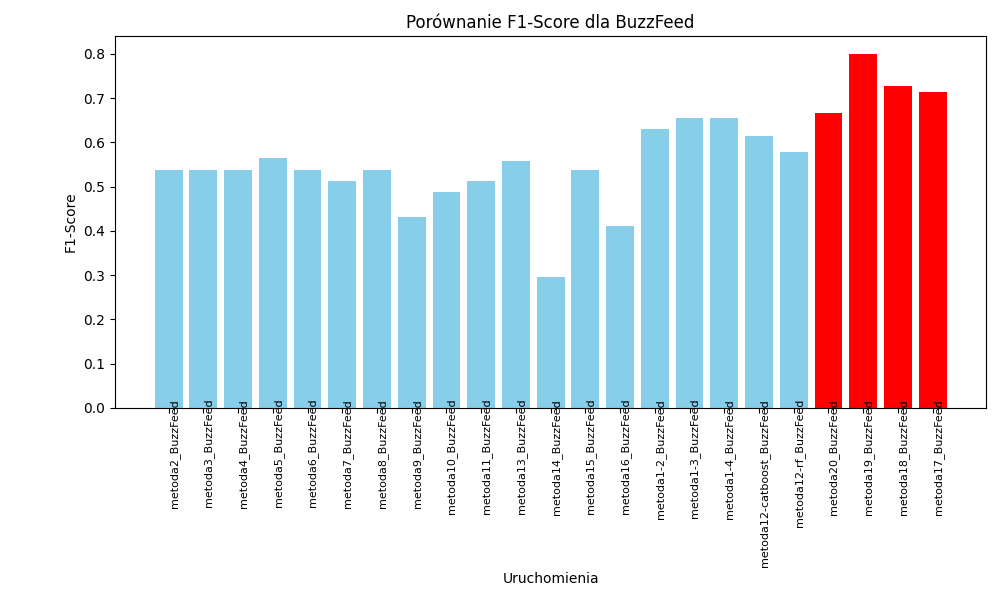 Porównanie F1-Score dla BuzzFeed
F1-Score
0.8
0.7
0.6
0.5
0.4
0.3
0.2
0.1
0.0
metoda2_BuzzFeed
metoda3_BuzzFeed
metoda4_BuzzFeed
metoda5_BuzzFeed
metoda6_BuzzFeed
metoda7_BuzzFeed
metoda8_BuzzFeed
metoda9_BuzzFeed
metoda10_BuzzFeed
metoda11_BuzzFeed
metoda13_BuzzFeed
metoda14_BuzzFeed
metoda15_BuzzFeed
metoda16_BuzzFeed
metoda1-2_BuzzFeed
metoda1-3_BuzzFeed
metoda1-4_BuzzFeed
metoda12-catboost_BuzzFeed
metoda12-rf_BuzzFeed
metoda20_BuzzFeed
metoda19_BuzzFeed
metoda18_BuzzFeed
metoda17_BuzzFeed
Uruchomienia